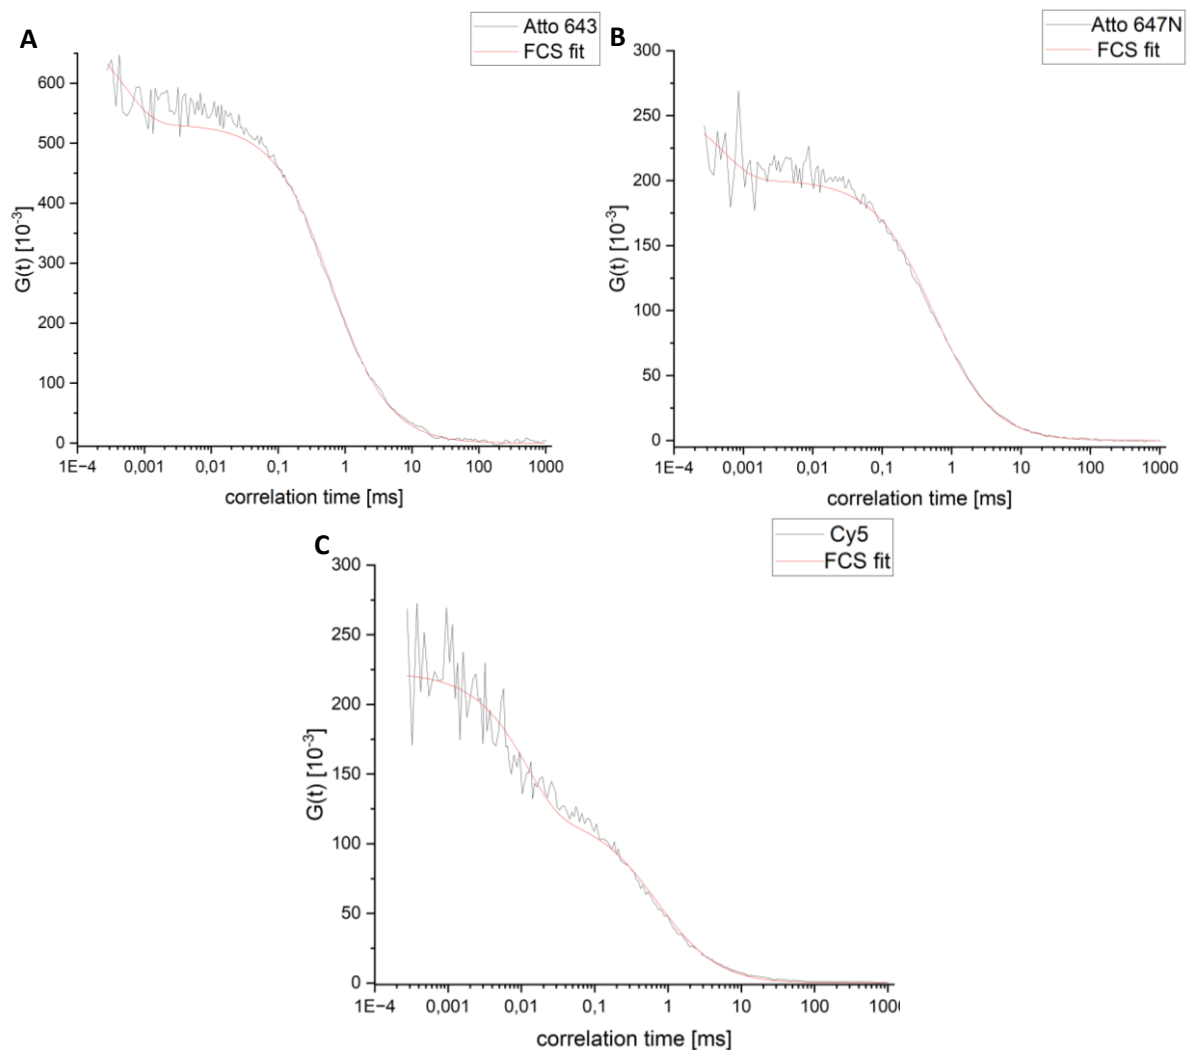 A
Atto 643
FCS fit
600
500
400
300
200
100
0
G(t) [10⁻³]
1E−4
0,001
0,01
0,1
1
10
100
1000
correlation time [ms]
B
Atto 647N
FCS fit
300
250
200
150
100
50
0
G(t) [10⁻³]
1E−4
0,001
0,01
0,1
1
10
100
1000
correlation time [ms]
C
Cy5
FCS fit
300
250
200
150
100
50
0
G(t) [10⁻³]
1E−4
0,001
0,01
0,1
1
10
100
1000
correlation time [ms]